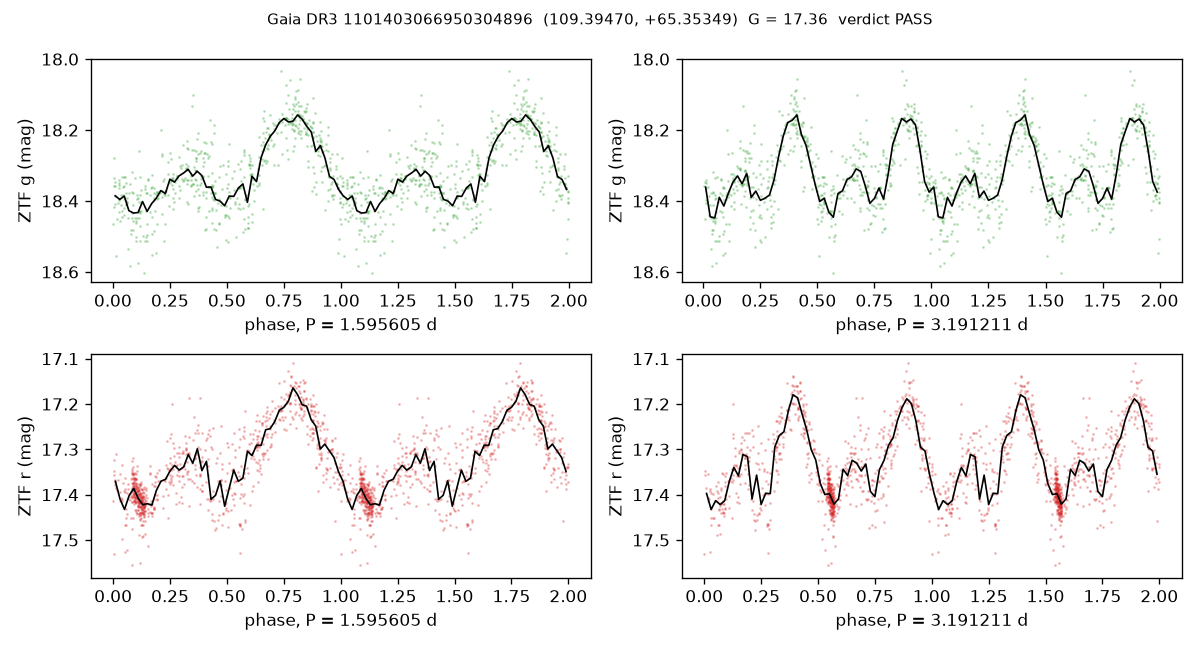 Gaia DR3 1101403066950304896  (109.39470, +65.35349)  G = 17.36  verdict PASS
ZTF g (mag)
18.0
18.2
18.4
18.6
0.00 0.25 0.50 0.75 1.00 1.25 1.50 1.75 2.00
phase, P = 1.595605 d
ZTF g (mag)
18.0
18.2
18.4
18.6
0.00 0.25 0.50 0.75 1.00 1.25 1.50 1.75 2.00
phase, P = 3.191211 d
ZTF r (mag)
17.1
17.2
17.3
17.4
17.5
0.00 0.25 0.50 0.75 1.00 1.25 1.50 1.75 2.00
phase, P = 1.595605 d
ZTF r (mag)
17.1
17.2
17.3
17.4
17.5
0.00 0.25 0.50 0.75 1.00 1.25 1.50 1.75 2.00
phase, P = 3.191211 d